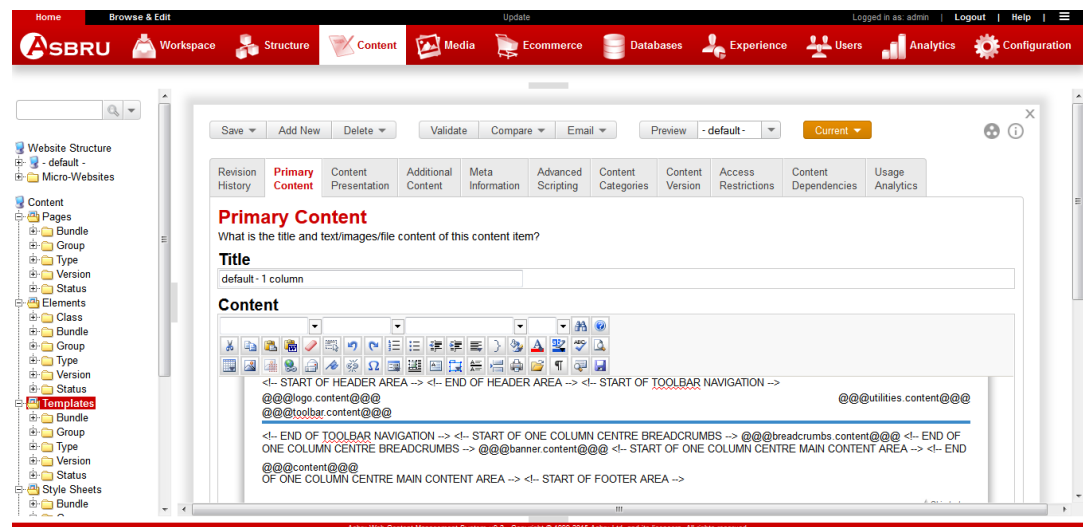 Home
Browse & Edit
Update
Logged in as: admin | Logout | Help |
ASBRU
Workspace
Structure
Content
Media
Ecommerce
Databases
Experience
Users
Analytics
Configuration
Save
Add New
Delete
Validate
Compare
Email
Preview
- default -
Current
Website Structure
- default -
Micro-Websites
Content
Pages
Bundle
Group
Type
Version
Status
Elements
Class
Bundle
Group
Type
Version
Status
Templates
Bundle
Group
Type
Version
Status
Style Sheets
Bundle
Revision History
Primary Content
Content Presentation
Additional Content
Meta Information
Advanced Scripting
Content Categories
Content Version
Access Restrictions
Content Dependencies
Usage Analytics
Primary Content
What is the title and text/images/file content of this content item?
Title
default - 1 column
Content
<!-- START OF HEADER AREA --> <!-- END OF HEADER AREA --> <!-- START OF TOOLBAR NAVIGATION -->
@@@logo.content@@@ @@@utilities.content@@@
@@@toolbar.content@@@
<!-- END OF TOOLBAR NAVIGATION --> <!-- START OF ONE COLUMN CENTRE BREADCRUMBS --> @@@breadcrumbs.content@@@ <!-- END OF
ONE COLUMN CENTRE BREADCRUMBS --> @@@banner.content@@@ <!-- START OF ONE COLUMN CENTRE MAIN CONTENT AREA --> <!-- END
@@@content@@@
OF ONE COLUMN CENTRE MAIN CONTENT AREA --> <!-- START OF FOOTER AREA -->